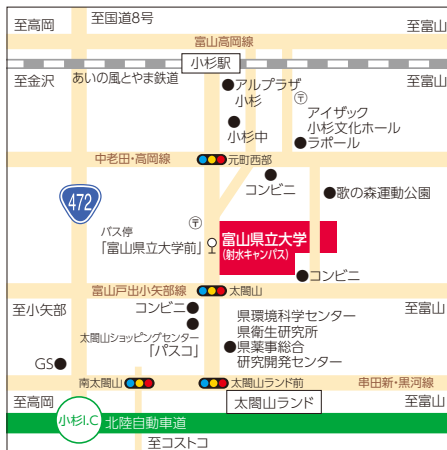 至高岡
至国道8号
至富山
富山高岡線
小杉駅
至金沢
あいの風とやま鉄道
至富山
アルプラザ
小杉
〒
アイザック
小杉文化ホール
ラポール
小杉中
中老田・高岡線
元町西部
コンビニ
472
歌の森運動公園
〒
バス停
「富山県立大学前」
富山県立大学
(射水キャンパス)
コンビニ
富山戸出小矢部線
太閤山
至小矢部
コンビニ
至富山
太閤山ショッピングセンター
「パスコ」
県環境科学センター
県衛生研究所
県薬事総合
研究開発センター
GS
南太閤山
太閤山ランド前
串田新・黒河線
至高岡
太閤山ランド
至富山
小杉I.C
北陸自動車道
至コストコ